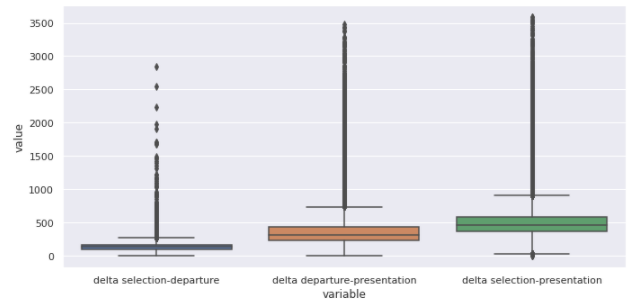 3500
3000
2500
2000
1500
1000
500
0
value
delta selection-departure
delta departure-presentation
delta selection-presentation
variable